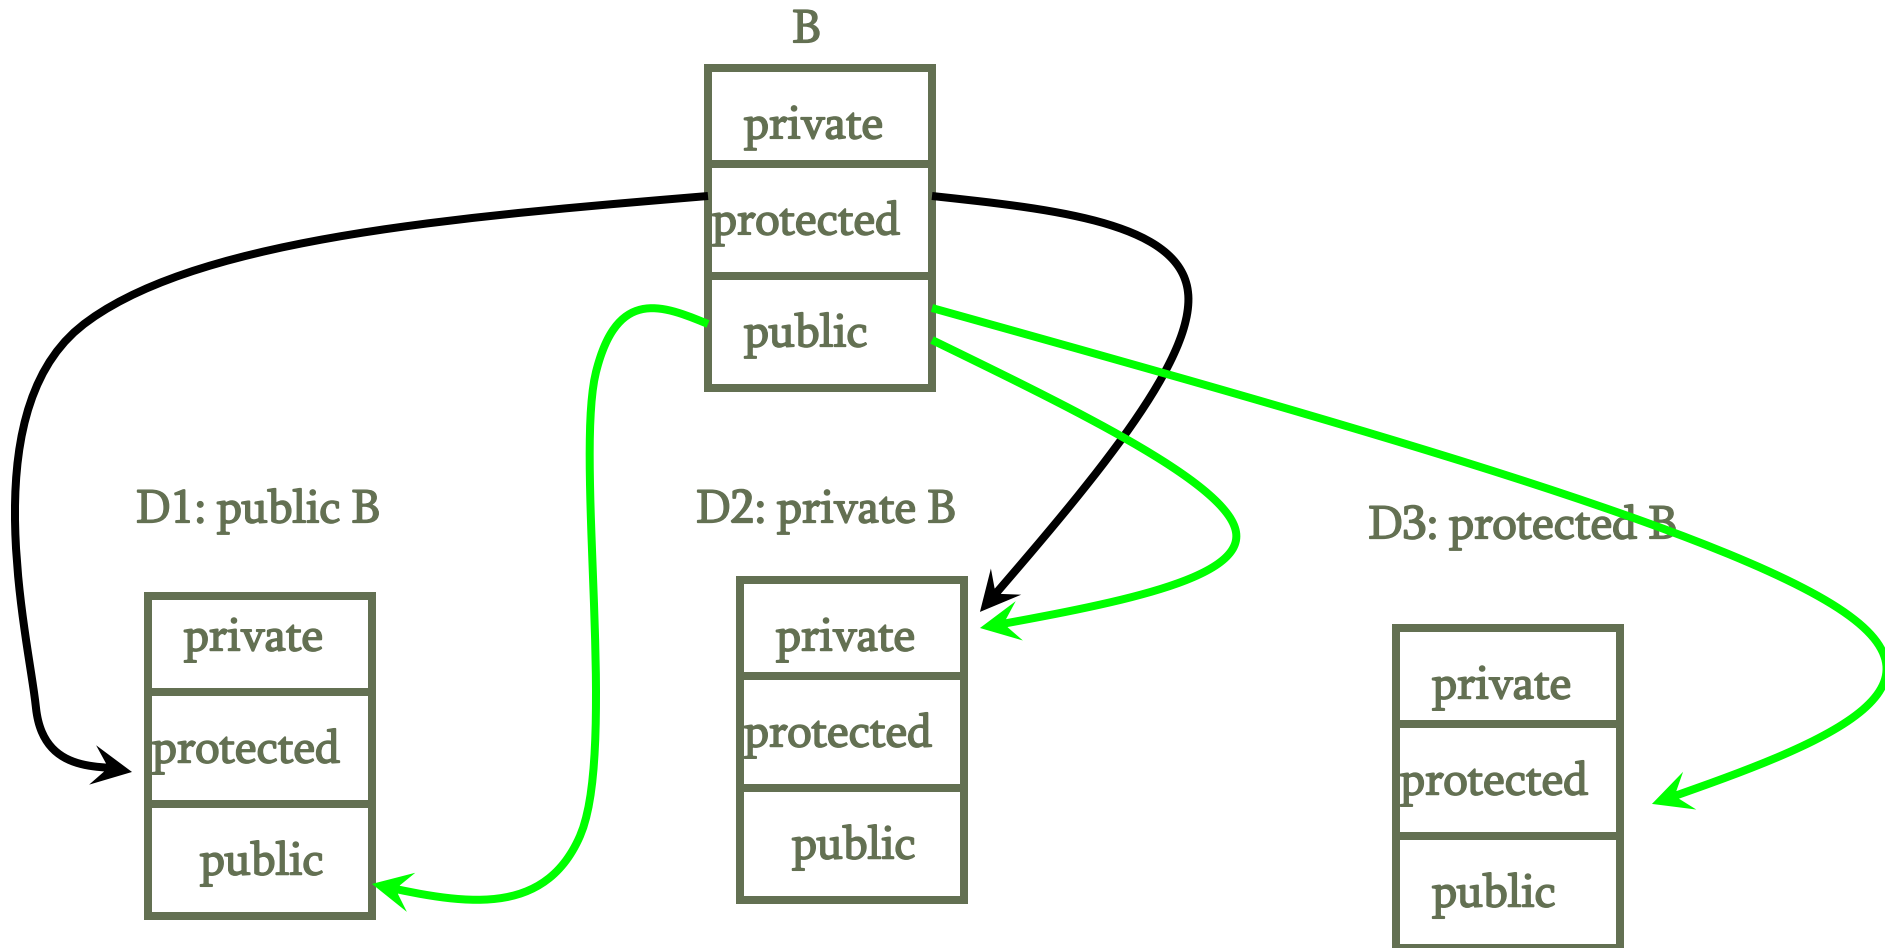 B
private
protected
public
D1: public B
private
protected
public
D2: private B
private
protected
public
D3: protected B
private
protected
public